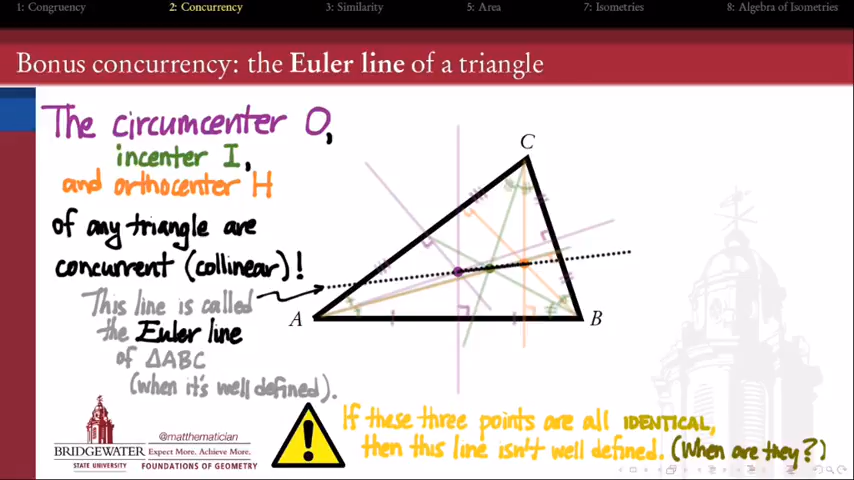 1: Congruency 2: Concurrency 3: Similarity 5: Area 7: Isometries 8: Algebra of Isometries
Bonus concurrency: the Euler line of a triangle
The circumcenter O,
incenter I,
and orthocenter H
of any triangle are
concurrent (collinear)!
This line is called
the Euler line
of ΔABC
(when it's well defined).
C
A
B
If these three points are all IDENTICAL,
then this line isn't well defined. (When are they?)
!
BRIDGEWATER
STATE UNIVERSITY
@matthematician
Expect More. Achieve More.
FOUNDATIONS OF GEOMETRY